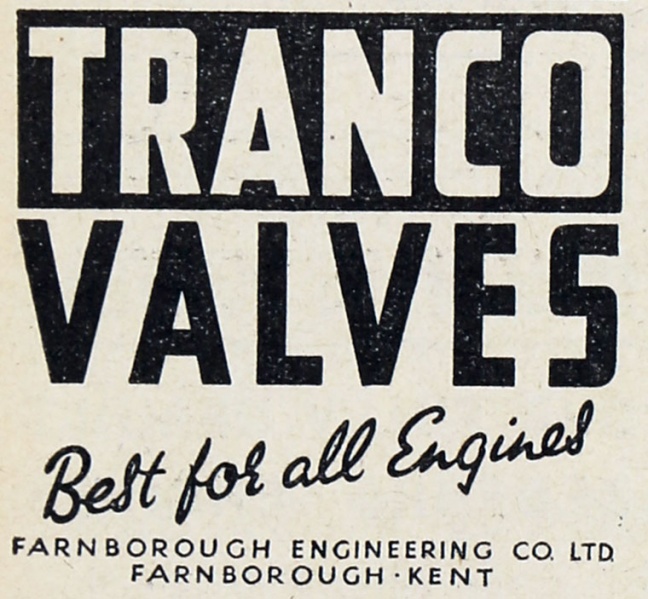 TRANCO
VALVES
Best for all Engines
FARNBOROUGH ENGINEERING CO. LTD.
FARNBOROUGH · KENT